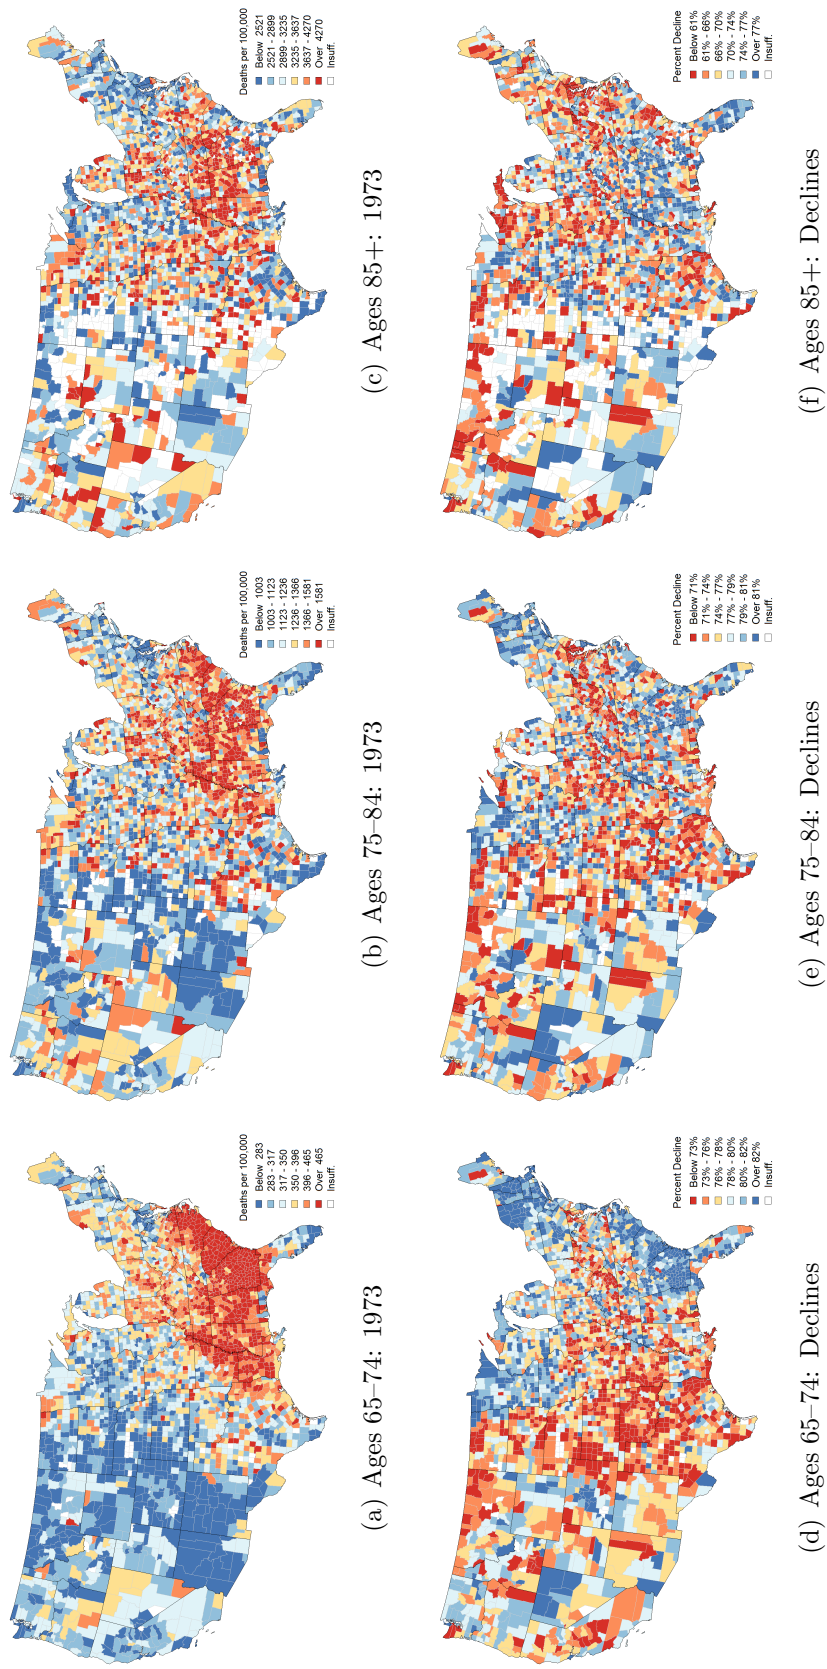 Deaths per 100,000
Below 283
283 - 317
317 - 350
350 - 396
396 - 465
Over 465
Insuff.
(a) Ages 65–74: 1973
Deaths per 100,000
Below 1003
1003 - 1123
1123 - 1236
1236 - 1366
1366 - 1581
Over 1581
Insuff.
(b) Ages 75–84: 1973
Deaths per 100,000
Below 2521
2521 - 2899
2899 - 3235
3235 - 3637
3637 - 4270
Over 4270
Insuff.
(c) Ages 85+: 1973
Percent Decline
Below 73%
73% - 76%
76% - 78%
78% - 80%
80% - 82%
Over 82%
Insuff.
(d) Ages 65–74: Declines
Percent Decline
Below 71%
71% - 74%
74% - 77%
77% - 79%
79% - 81%
Over 81%
Insuff.
(e) Ages 75–84: Declines
Percent Decline
Below 61%
61% - 66%
66% - 70%
70% - 74%
74% - 77%
Over 77%
Insuff.
(f) Ages 85+: Declines